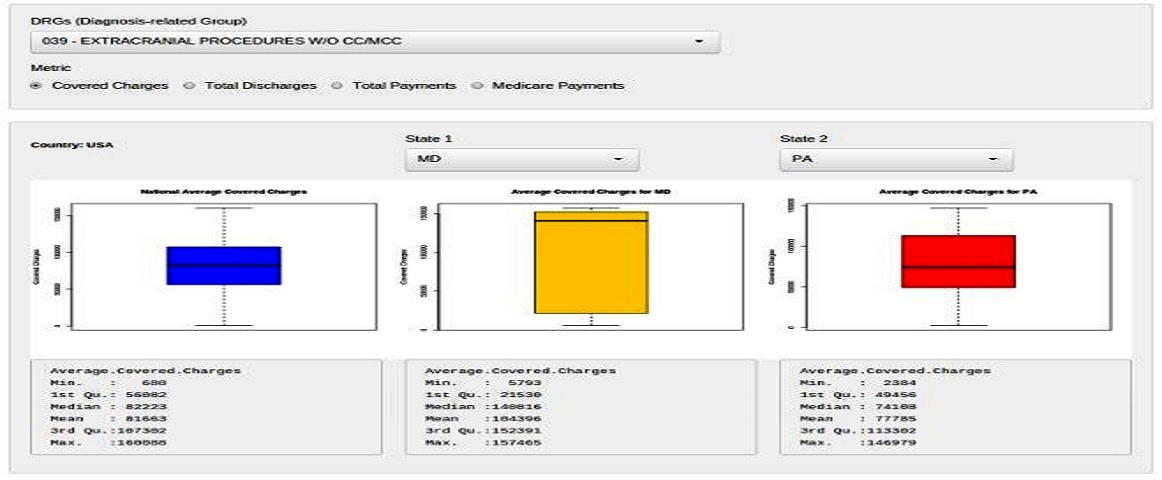 DRGs (Diagnosis-related Group)
039 - EXTRACRANIAL PROCEDURES W/O CC/MCC
Metric
Covered Charges Total Discharges Total Payments Medicare Payments
Country: USA
State 1
MD
State 2
PA
National Average Covered Charges
Covered Charges
Average Covered Charges for MD
Covered Charges
Average Covered Charges for PA
Covered Charges
Average.Covered.Charges
Min. :
1st Qu.: 56082
Median : 82223
Mean : 81663
3rd Qu.:107302
Max. :
Average.Covered.Charges
Min. : 5793
1st Qu.: 21530
Median :140816
Mean :104396
3rd Qu.:152391
Max. :157465
Average.Covered.Charges
Min. : 2384
1st Qu.: 49456
Median : 74108
Mean : 77785
3rd Qu.:113302
Max. :146979